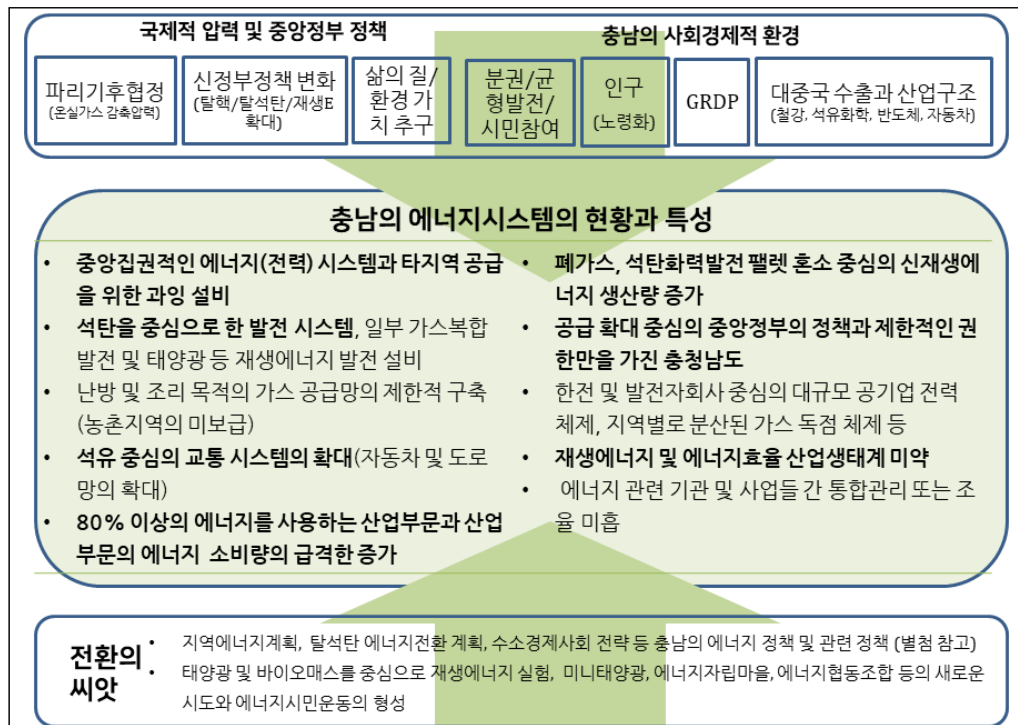 국제적 압력 및 중앙정부 정책
충남의 사회경제적 환경
파리기후협정
(온실가스 감축압력)
신정부정책 변화
(탈핵/탈석탄/재생E
확대)
삶의 질/
환경 가
치 추구
분권/균
형발전/
시민참여
인구
(노령화)
GRDP
대중국 수출과 산업구조
(철강, 석유화학, 반도체, 자동차)
충남의 에너지시스템의 현황과 특성
• 중앙집권적인 에너지(전력) 시스템과 타지역 공급
을 위한 과잉 설비
• 석탄을 중심으로 한 발전 시스템, 일부 가스복합
발전 및 태양광 등 재생에너지 발전 설비
• 난방 및 조리 목적의 가스 공급망의 제한적 구축
(농촌지역의 미보급)
• 석유 중심의 교통 시스템의 확대(자동차 및 도로
망의 확대)
• 80% 이상의 에너지를 사용하는 산업부문과 산업
부문의 에너지 소비량의 급격한 증가
• 폐가스, 석탄화력발전 팰렛 혼소 중심의 신재생에
너지 생산량 증가
• 공급 확대 중심의 중앙정부의 정책과 제한적인 권
한만을 가진 충청남도
• 한전 및 발전자회사 중심의 대규모 공기업 전력
체제, 지역별로 분산된 가스 독점 체제 등
• 재생에너지 및 에너지효율 산업생태계 미약
• 에너지 관련 기관 및 사업들 간 통합관리 또는 조
율 미흡
전환의
씨앗
• 지역에너지계획, 탈석탄 에너지전환 계획, 수소경제사회 전략 등 충남의 에너지 정책 및 관련 정책 (별첨 참고)
• 태양광 및 바이오매스를 중심으로 재생에너지 실험, 미니태양광, 에너지자립마을, 에너지협동조합 등의 새로운
시도와 에너지시민운동의 형성